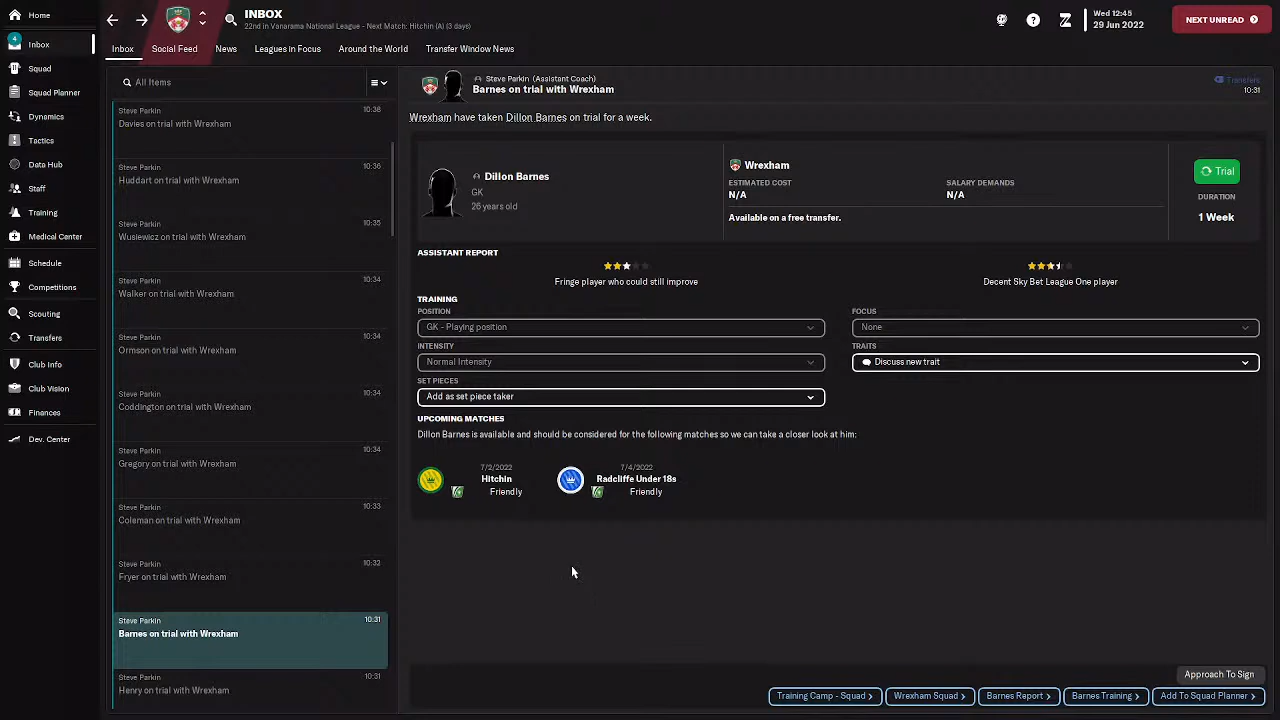 Home
Inbox
4
Squad
Squad Planner
Dynamics
Tactics
Data Hub
Staff
Training
Medical Center
Schedule
Competitions
Scouting
Transfers
Club Info
Club Vision
Finances
Dev. Center
INBOX
22nd in Vanarama National League - Next Match: Hitchin (A) (3 days)
Wed 12:45
29 Jun 2022
NEXT UNREAD
Inbox Social Feed News Leagues in Focus Around the World Transfer Window News
All Items
Steve Parkin 10:38
Davies on trial with Wrexham
Steve Parkin 10:36
Huddart on trial with Wrexham
Steve Parkin 10:35
Wusiewicz on trial with Wrexham
Steve Parkin 10:34
Walker on trial with Wrexham
Steve Parkin 10:34
Ormson on trial with Wrexham
Steve Parkin 10:34
Coddington on trial with Wrexham
Steve Parkin 10:34
Gregory on trial with Wrexham
Steve Parkin 10:33
Coleman on trial with Wrexham
Steve Parkin 10:32
Fryer on trial with Wrexham
Steve Parkin 10:31
Barnes on trial with Wrexham
Steve Parkin 10:31
Henry on trial with Wrexham
Steve Parkin (Assistant Coach)
Barnes on trial with Wrexham
Transfers
10:31
Wrexham have taken Dillon Barnes on trial for a week.
Dillon Barnes
GK
26 years old
Wrexham
ESTIMATED COST SALARY DEMANDS
N/A N/A
Available on a free transfer.
Trial
DURATION
1 Week
ASSISTANT REPORT
Fringe player who could still improve Decent Sky Bet League One player
TRAINING
POSITION FOCUS
GK - Playing position None
INTENSITY TRAITS
Normal Intensity Discuss new trait
SET PIECES
Add as set piece taker
UPCOMING MATCHES
Dillon Barnes is available and should be considered for the following matches so we can take a closer look at him:
7/2/2022 7/4/2022
Hitchin Radcliffe Under 18s
Friendly Friendly
Approach To Sign
Training Camp - Squad Wrexham Squad Barnes Report Barnes Training Add To Squad Planner